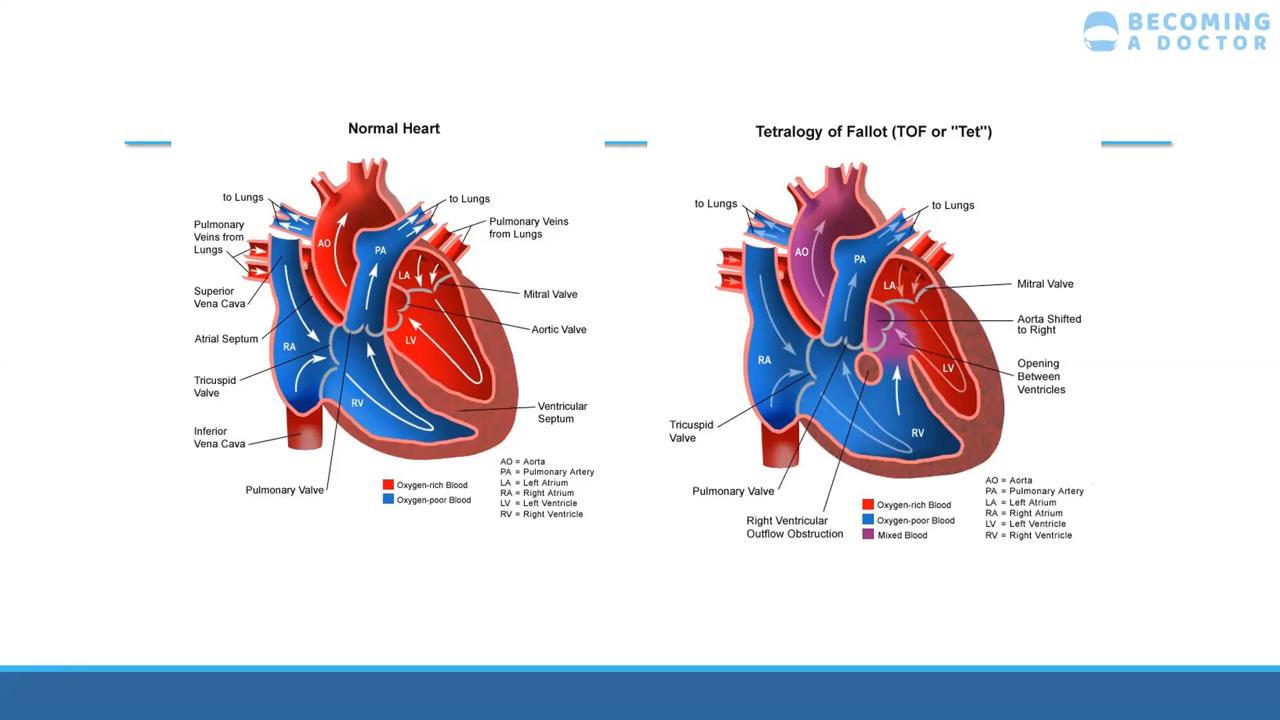 BECOMING
A DOCTOR
Normal Heart
to Lungs
to Lungs
Pulmonary
Veins from
Lungs
Pulmonary Veins
from Lungs
AO
PA
LA
Superior
Vena Cava
Mitral Valve
Atrial Septum
Aortic Valve
RA
LV
Tricuspid
Valve
RV
Ventricular
Septum
Inferior
Vena Cava
Pulmonary Valve
Oxygen-rich Blood
Oxygen-poor Blood
AO = Aorta
PA = Pulmonary Artery
LA = Left Atrium
RA = Right Atrium
LV = Left Ventricle
RV = Right Ventricle
Tetralogy of Fallot (TOF or "Tet")
to Lungs
to Lungs
AO
PA
LA
Mitral Valve
Aorta Shifted
to Right
RA
LV
Opening
Between
Ventricles
Tricuspid
Valve
RV
Pulmonary Valve
Right Ventricular
Outflow Obstruction
Oxygen-rich Blood
Oxygen-poor Blood
Mixed Blood
AO = Aorta
PA = Pulmonary Artery
LA = Left Atrium
RA = Right Atrium
LV = Left Ventricle
RV = Right Ventricle